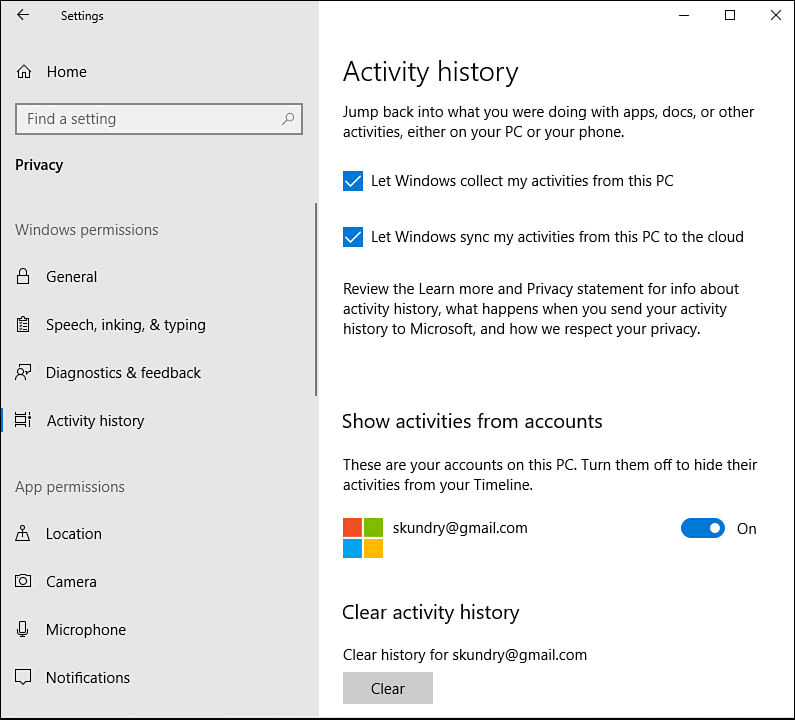 Settings
Home
Find a setting
Privacy
Windows permissions
General
Speech, inking, & typing
Diagnostics & feedback
Activity history
App permissions
Location
Camera
Microphone
Notifications
Activity history
Jump back into what you were doing with apps, docs, or other
activities, either on your PC or your phone.
Let Windows collect my activities from this PC
Let Windows sync my activities from this PC to the cloud
Review the Learn more and Privacy statement for info about
activity history, what happens when you send your activity
history to Microsoft, and how we respect your privacy.
Show activities from accounts
These are your accounts on this PC. Turn them off to hide their
activities from your Timeline.
skundry@gmail.com
On
Clear activity history
Clear history for skundry@gmail.com
Clear